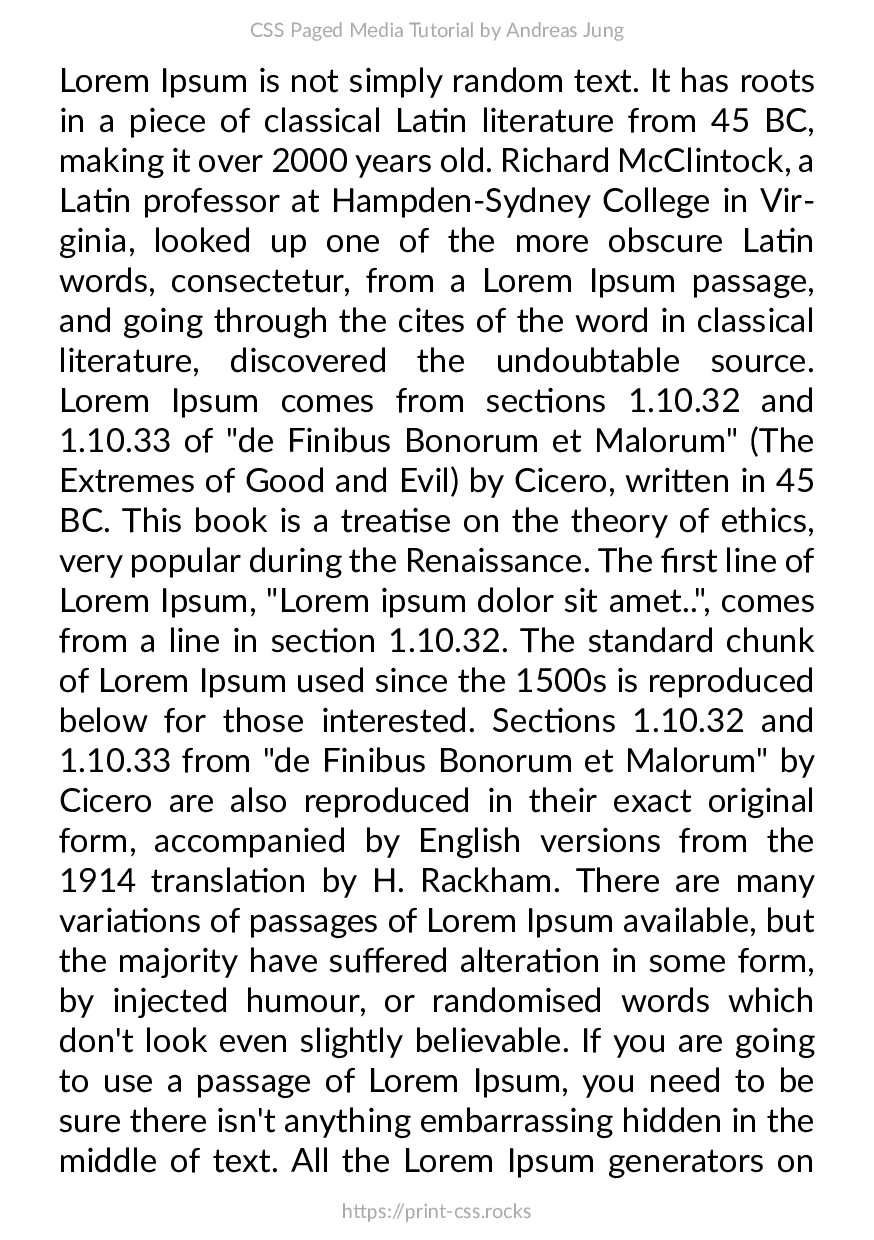 CSS Paged Media Tutorial by Andreas Jung
Lorem Ipsum is not simply random text. It has roots
in a piece of classical Latin literature from 45 BC,
making it over 2000 years old. Richard McClintock, a
Latin professor at Hampden-Sydney College in Vir-
ginia, looked up one of the more obscure Latin
words, consectetur, from a Lorem Ipsum passage,
and going through the cites of the word in classical
literature, discovered the undoubtable source.
Lorem Ipsum comes from sections 1.10.32 and
1.10.33 of "de Finibus Bonorum et Malorum" (The
Extremes of Good and Evil) by Cicero, written in 45
BC. This book is a treatise on the theory of ethics,
very popular during the Renaissance. The first line of
Lorem Ipsum, "Lorem ipsum dolor sit amet..", comes
from a line in section 1.10.32. The standard chunk
of Lorem Ipsum used since the 1500s is reproduced
below for those interested. Sections 1.10.32 and
1.10.33 from "de Finibus Bonorum et Malorum" by
Cicero are also reproduced in their exact original
form, accompanied by English versions from the
1914 translation by H. Rackham. There are many
variations of passages of Lorem Ipsum available, but
the majority have suffered alteration in some form,
by injected humour, or randomised words which
don't look even slightly believable. If you are going
to use a passage of Lorem Ipsum, you need to be
sure there isn't anything embarrassing hidden in the
middle of text. All the Lorem Ipsum generators on
https://print-css.rocks